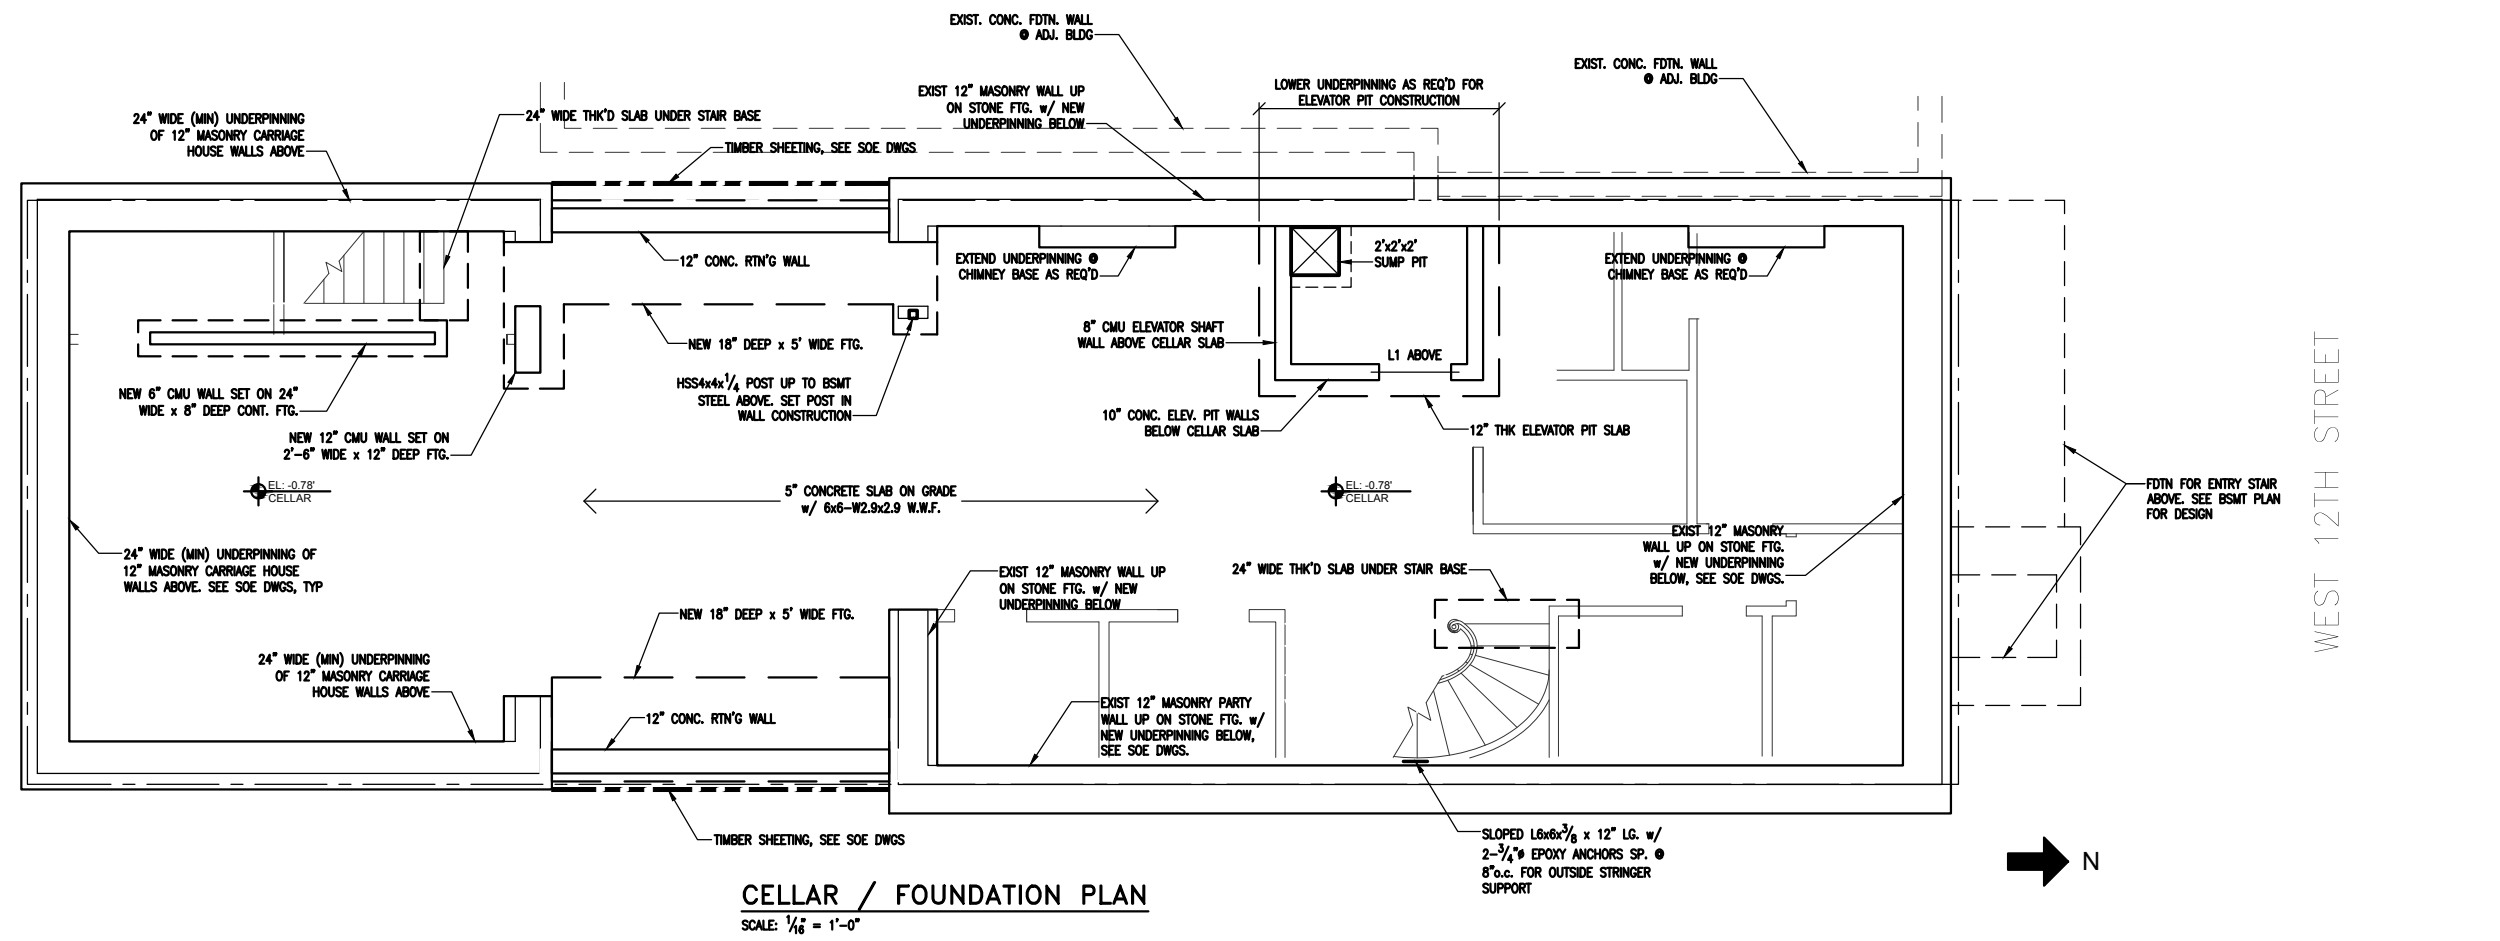 EXIST. CONC. FDTN. WALL
@ ADJ. BLDG
EXIST. CONC. FDTN. WALL
@ ADJ. BLDG
LOWER UNDERPINNING AS REQ'D FOR
ELEVATOR PIT CONSTRUCTION
EXIST 12" MASONRY WALL UP
ON STONE FTG. w/ NEW
UNDERPINNING BELOW
24" WIDE (MIN) UNDERPINNING
OF 12" MASONRY CARRIAGE
HOUSE WALLS ABOVE
24" WIDE THK'D SLAB UNDER STAIR BASE
TIMBER SHEETING, SEE SOE DWGS
12" CONC. RTN'G WALL
EXTEND UNDERPINNING @
CHIMNEY BASE AS REQ'D
2'x2'x2'
SUMP PIT
EXTEND UNDERPINNING @
CHIMNEY BASE AS REQ'D
NEW 18" DEEP x 5' WIDE FTG.
8" CMU ELEVATOR SHAFT
WALL ABOVE CELLAR SLAB
L1 ABOVE
HSS4x4x1/4 POST UP TO BSMT
STEEL ABOVE. SET POST IN
WALL CONSTRUCTION
NEW 6" CMU WALL SET ON 24"
WIDE x 8" DEEP CONT. FTG.
10" CONC. ELEV. PIT WALLS
BELOW CELLAR SLAB
12" THK ELEVATOR PIT SLAB
NEW 12" CMU WALL SET ON
2'-6" WIDE x 12" DEEP FTG.
EL: -0.78'
CELLAR
5" CONCRETE SLAB ON GRADE
w/ 6x6-W2.9x2.9 W.W.F.
EL: -0.78'
CELLAR
FDTN FOR ENTRY STAIR
ABOVE. SEE BSMT PLAN
FOR DESIGN
WEST 12TH STREET
24" WIDE (MIN) UNDERPINNING OF
12" MASONRY CARRIAGE HOUSE
WALLS ABOVE. SEE SOE DWGS, TYP
EXIST 12" MASONRY
WALL UP ON STONE FTG.
w/ NEW UNDERPINNING
BELOW, SEE SOE DWGS.
EXIST 12" MASONRY WALL UP
ON STONE FTG. w/ NEW
UNDERPINNING BELOW
24" WIDE THK'D SLAB UNDER STAIR BASE
NEW 18" DEEP x 5' WIDE FTG.
24" WIDE (MIN) UNDERPINNING
OF 12" MASONRY CARRIAGE
HOUSE WALLS ABOVE
12" CONC. RTN'G WALL
EXIST 12" MASONRY PARTY
WALL UP ON STONE FTG. w/
NEW UNDERPINNING BELOW,
SEE SOE DWGS.
TIMBER SHEETING, SEE SOE DWGS
SLOPED L6x6x3/8 x 12" LG. w/
2-3/4"ø EPOXY ANCHORS SP. @
8"o.c. FOR OUTSIDE STRINGER
SUPPORT
N
CELLAR / FOUNDATION PLAN
SCALE: 1/16" = 1'-0"